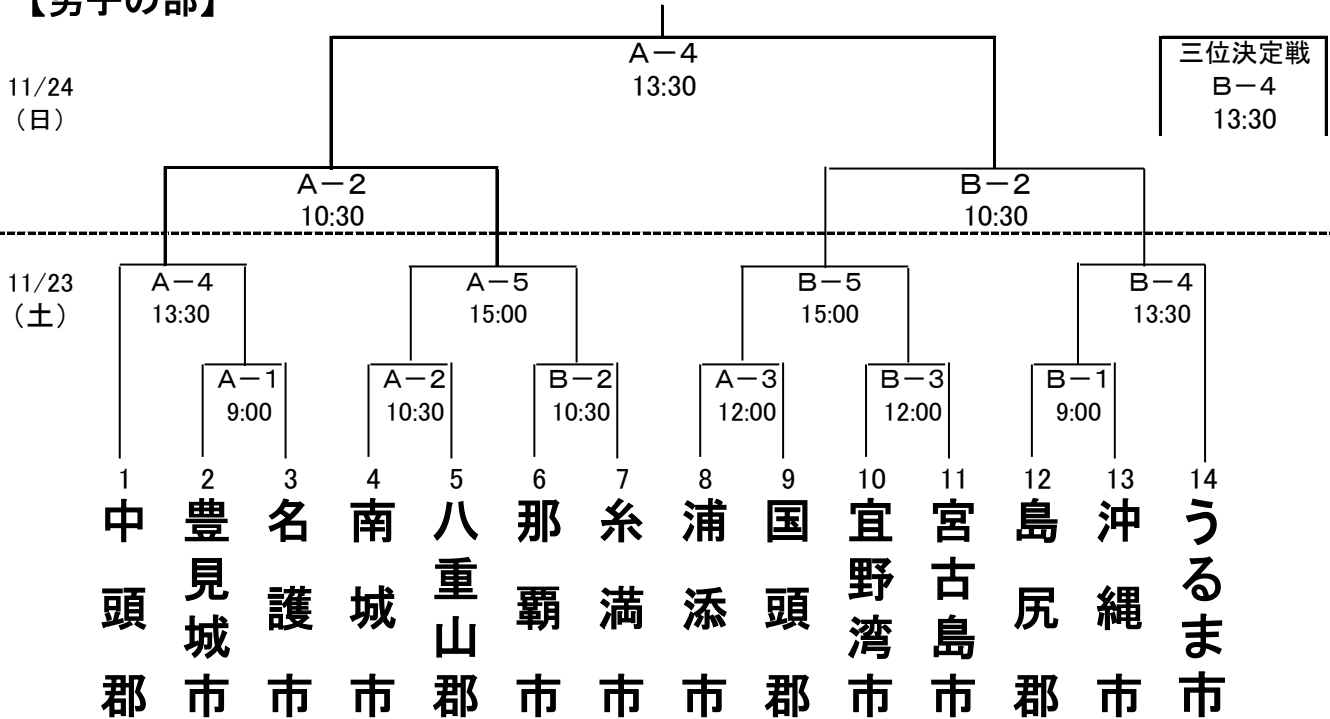 【男子の部】
A－4
13:30
三位決定戦
B－4
13:30
11/24
（日）
A－2
10:30
B－2
10:30
11/23
（土）
A－4
13:30
A－5
15:00
B－5
15:00
B－4
13:30
A－1
9:00
A－2
10:30
B－2
10:30
A－3
12:00
B－3
12:00
B－1
9:00
1 2 3 4 5 6 7 8 9 10 11 12 13 14
中頭郡
豊見城市
名護市
南城市
八重山郡
那覇市
糸満市
浦添市
国頭郡
宜野湾市
宮古島市
島尻郡
沖縄市
うるま市